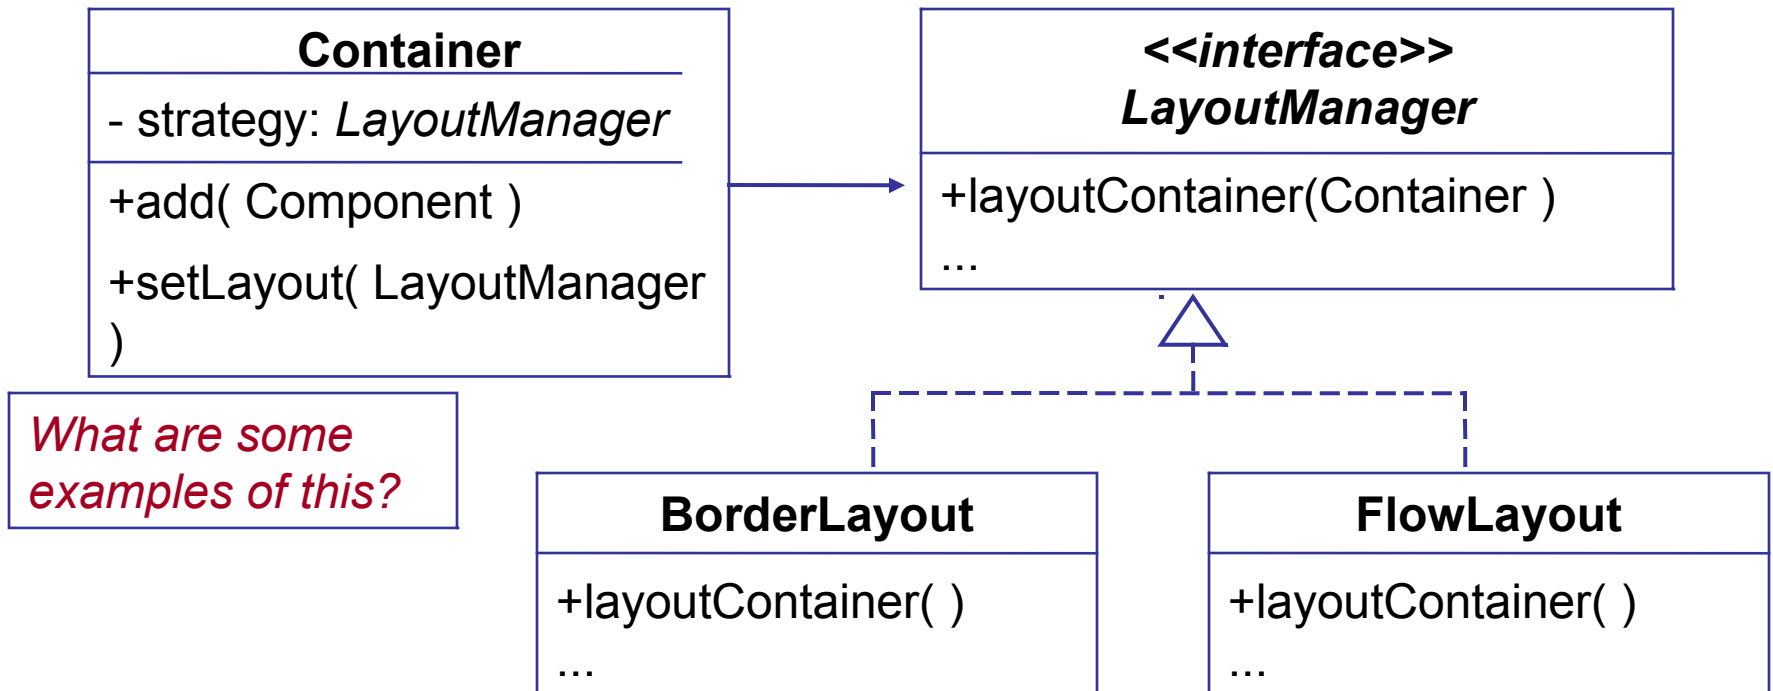 Container
- strategy: LayoutManager
+add( Component )
+setLayout( LayoutManager
)
<<interface>>
LayoutManager
+layoutContainer(Container )
...
What are some
examples of this?
BorderLayout
+layoutContainer( )
...
FlowLayout
+layoutContainer( )
...